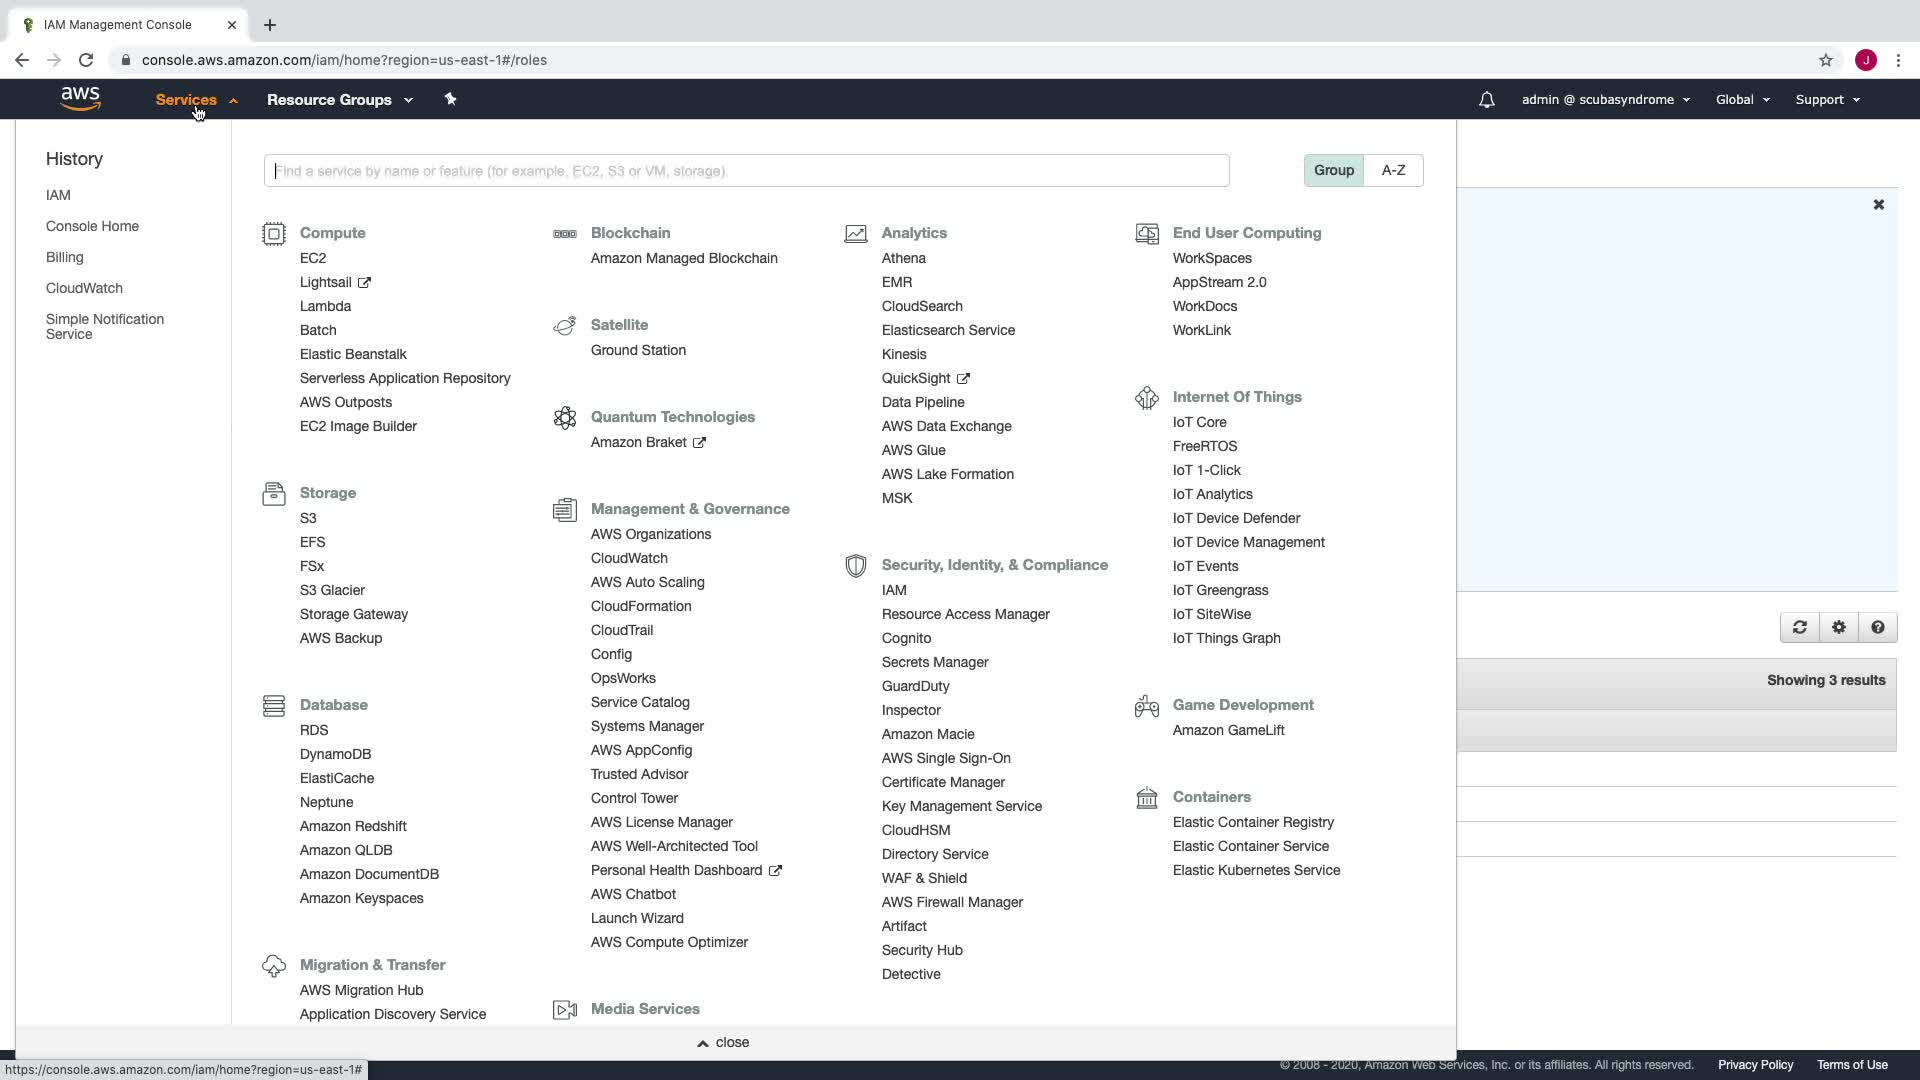 IAM Management Console
console.aws.amazon.com/iam/home?region=us-east-1#/roles
aws
Services
Resource Groups
admin @ scubasyndrome
Global
Support
History
IAM
Console Home
Billing
CloudWatch
Simple Notification
Service
Find a service by name or feature (for example, EC2, S3 or VM, storage).
Group
A-Z
Compute
EC2
Lightsail
Lambda
Batch
Elastic Beanstalk
Serverless Application Repository
AWS Outposts
EC2 Image Builder
Storage
S3
EFS
FSx
S3 Glacier
Storage Gateway
AWS Backup
Database
RDS
DynamoDB
ElastiCache
Neptune
Amazon Redshift
Amazon QLDB
Amazon DocumentDB
Amazon Keyspaces
Migration & Transfer
AWS Migration Hub
Application Discovery Service
Blockchain
Amazon Managed Blockchain
Satellite
Ground Station
Quantum Technologies
Amazon Braket
Management & Governance
AWS Organizations
CloudWatch
AWS Auto Scaling
CloudFormation
CloudTrail
Config
OpsWorks
Service Catalog
Systems Manager
AWS AppConfig
Trusted Advisor
Control Tower
AWS License Manager
AWS Well-Architected Tool
Personal Health Dashboard
AWS Chatbot
Launch Wizard
AWS Compute Optimizer
Media Services
Analytics
Athena
EMR
CloudSearch
Elasticsearch Service
Kinesis
QuickSight
Data Pipeline
AWS Data Exchange
AWS Glue
AWS Lake Formation
MSK
Security, Identity, & Compliance
IAM
Resource Access Manager
Cognito
Secrets Manager
GuardDuty
Inspector
Amazon Macie
AWS Single Sign-On
Certificate Manager
Key Management Service
CloudHSM
Directory Service
WAF & Shield
AWS Firewall Manager
Artifact
Security Hub
Detective
End User Computing
WorkSpaces
AppStream 2.0
WorkDocs
WorkLink
Internet Of Things
IoT Core
FreeRTOS
IoT 1-Click
IoT Analytics
IoT Device Defender
IoT Device Management
IoT Events
IoT Greengrass
IoT SiteWise
IoT Things Graph
Game Development
Amazon GameLift
Containers
Elastic Container Registry
Elastic Container Service
Elastic Kubernetes Service
Showing 3 results
close
https://console.aws.amazon.com/iam/home?region=us-east-1#
© 2008 - 2020, Amazon Web Services, Inc. or its affiliates. All rights reserved.
Privacy Policy
Terms of Use
J